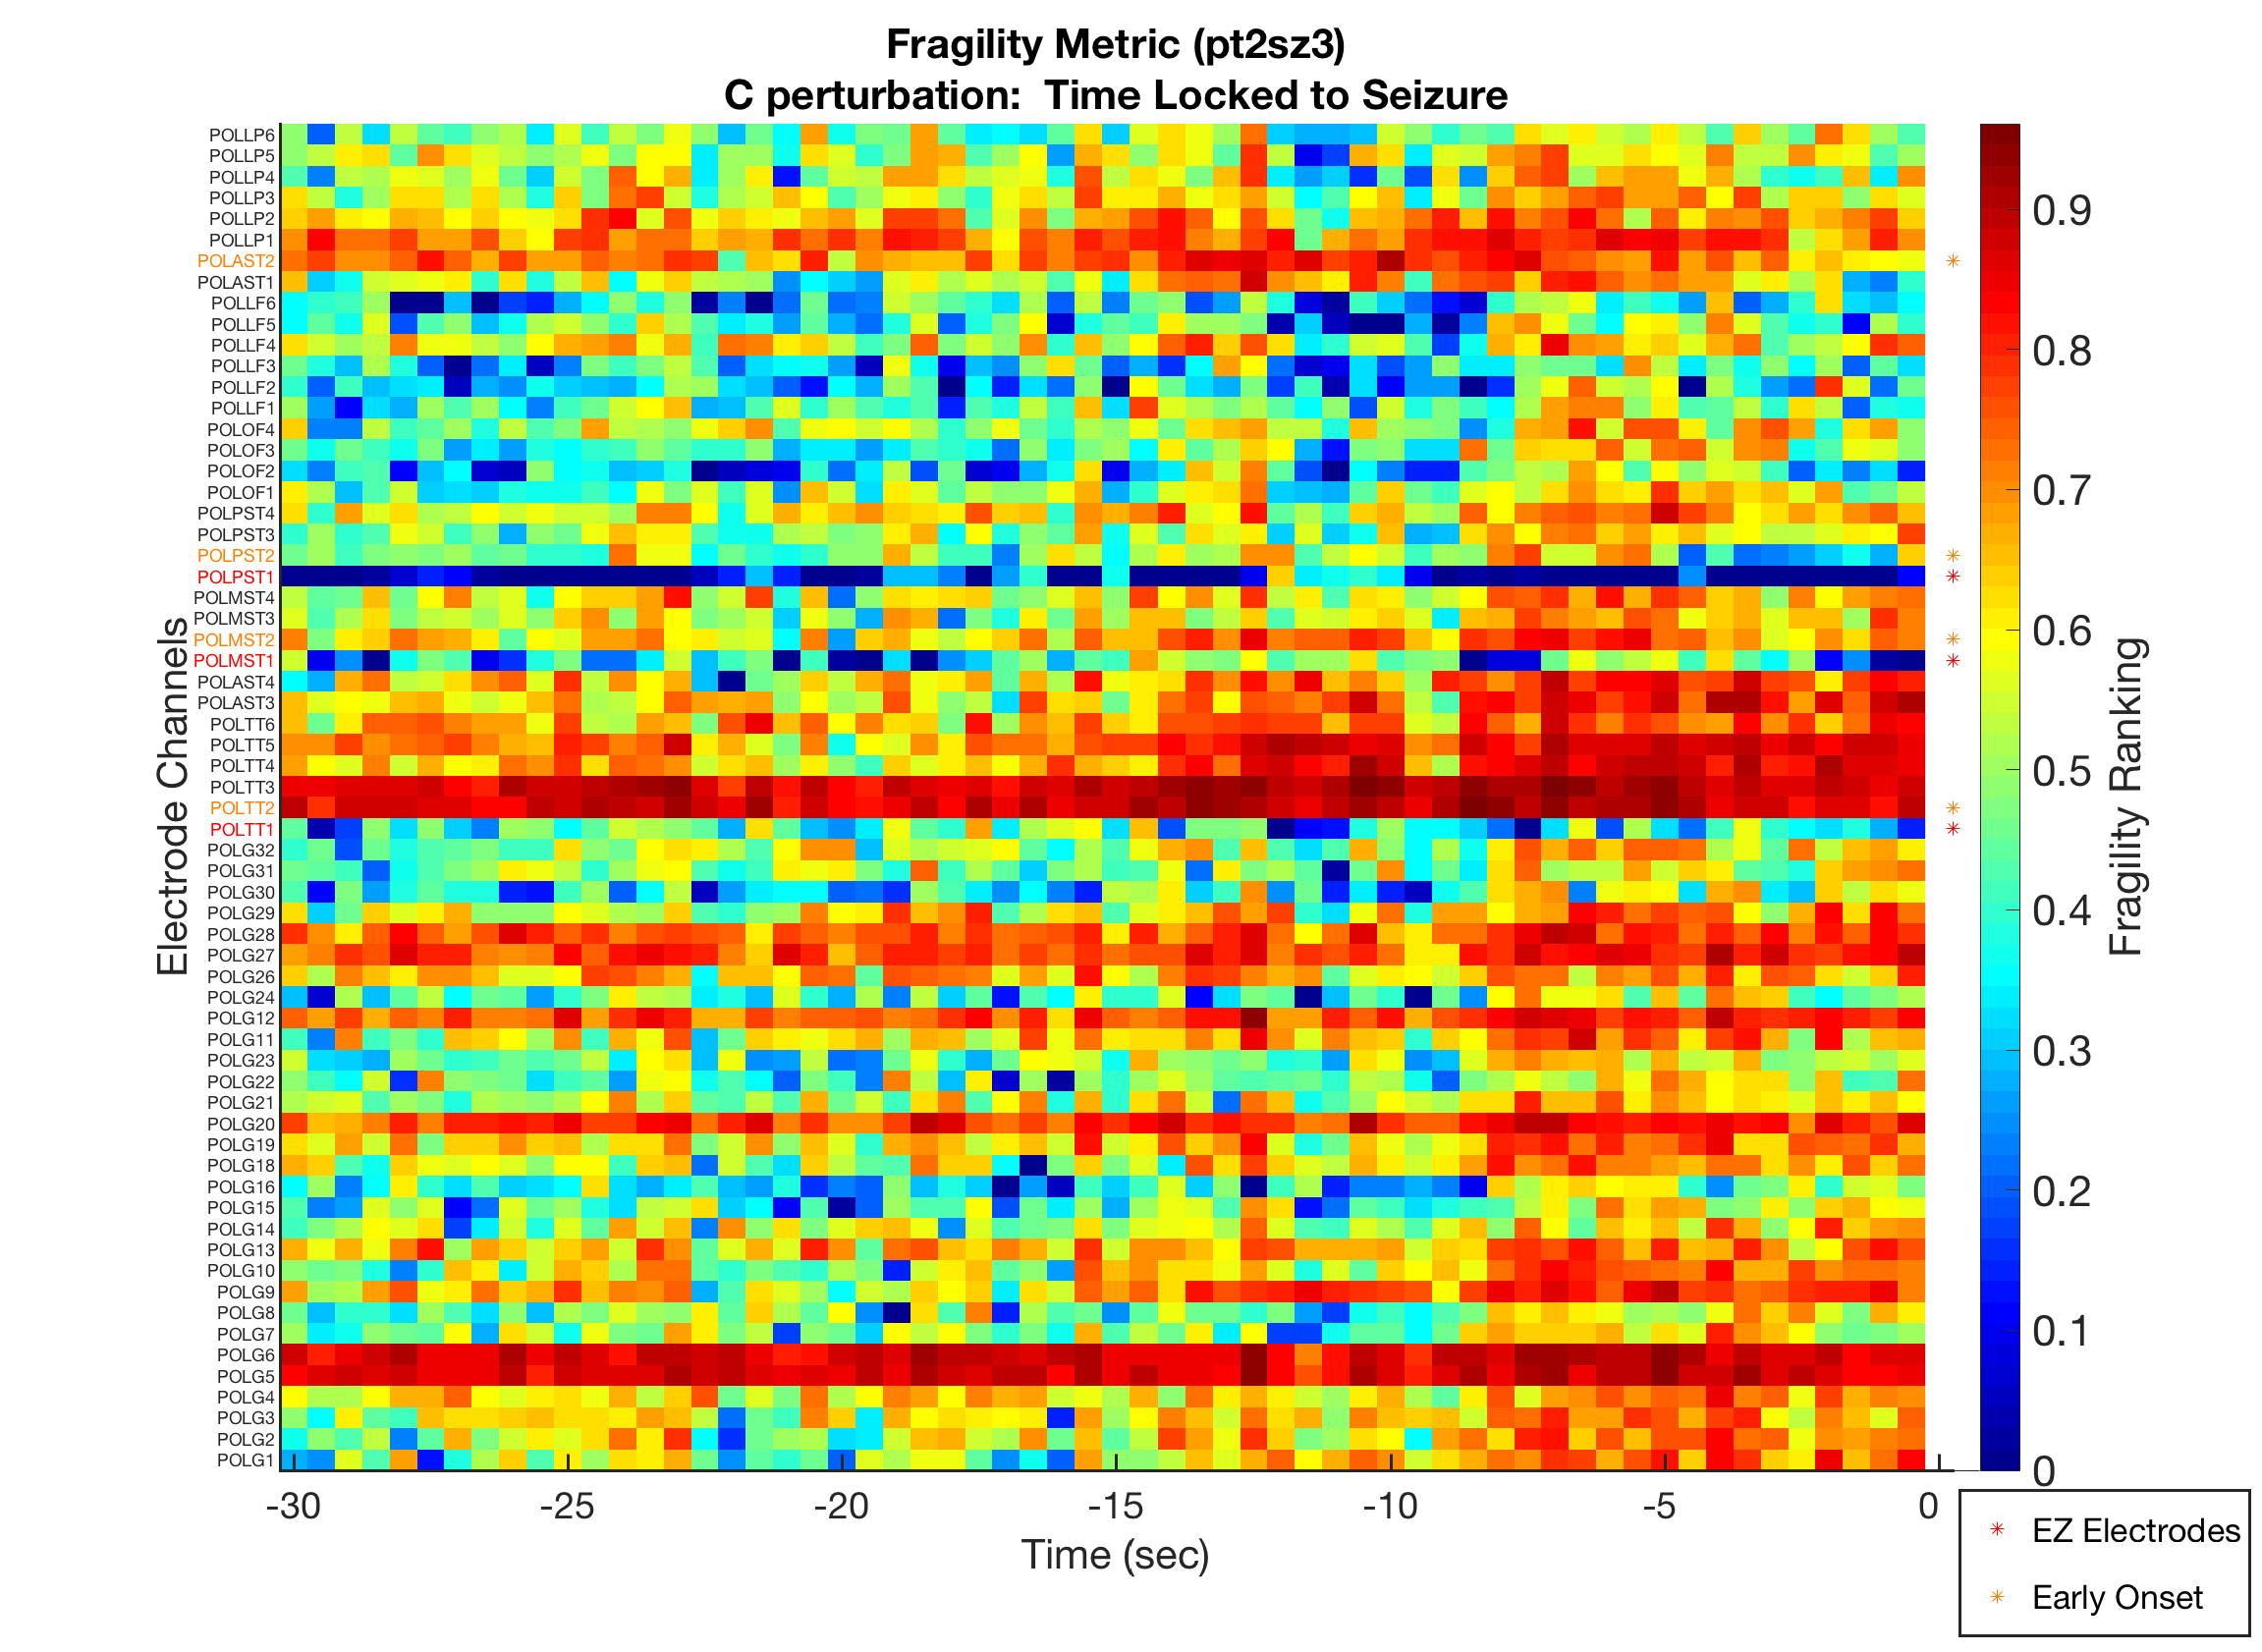 Fragility Metric (pt2sz3)
C perturbation: Time Locked to Seizure
Electrode Channels
POLLP6
POLLP5
POLLP4
POLLP3
POLLP2
POLLP1
POLAST2
POLAST1
POLLF6
POLLF5
POLLF4
POLLF3
POLLF2
POLLF1
POLOF4
POLOF3
POLOF2
POLOF1
POLPST4
POLPST3
POLPST2
POLPST1
POLMST4
POLMST3
POLMST2
POLMST1
POLAST4
POLAST3
POLTT6
POLTT5
POLTT4
POLTT3
POLTT2
POLTT1
POLG32
POLG31
POLG30
POLG29
POLG28
POLG27
POLG26
POLG24
POLG12
POLG11
POLG23
POLG22
POLG21
POLG20
POLG19
POLG18
POLG16
POLG15
POLG14
POLG13
POLG10
POLG9
POLG8
POLG7
POLG6
POLG5
POLG4
POLG3
POLG2
POLG1
-30 -25 -20 -15 -10 -5 0
Time (sec)
0.9
0.8
0.7
0.6
0.5
0.4
0.3
0.2
0.1
0
Fragility Ranking
EZ Electrodes
Early Onset